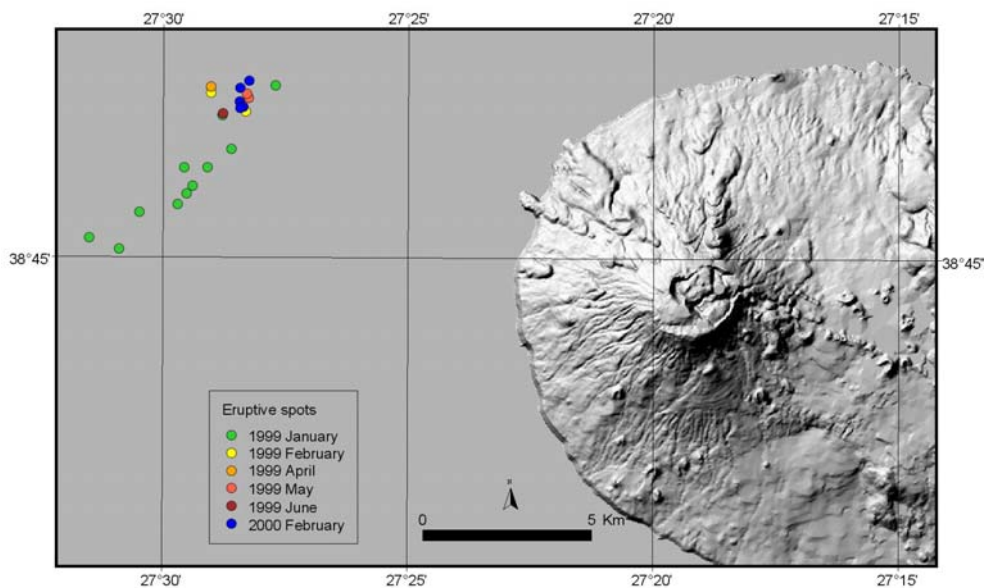 27°30' 27°25' 27°20' 27°15'
38°45' 38°45'
Eruptive spots
1999 January
1999 February
1999 April
1999 May
1999 June
2000 February
N
0 5 Km
27°30' 27°25' 27°20' 27°15'